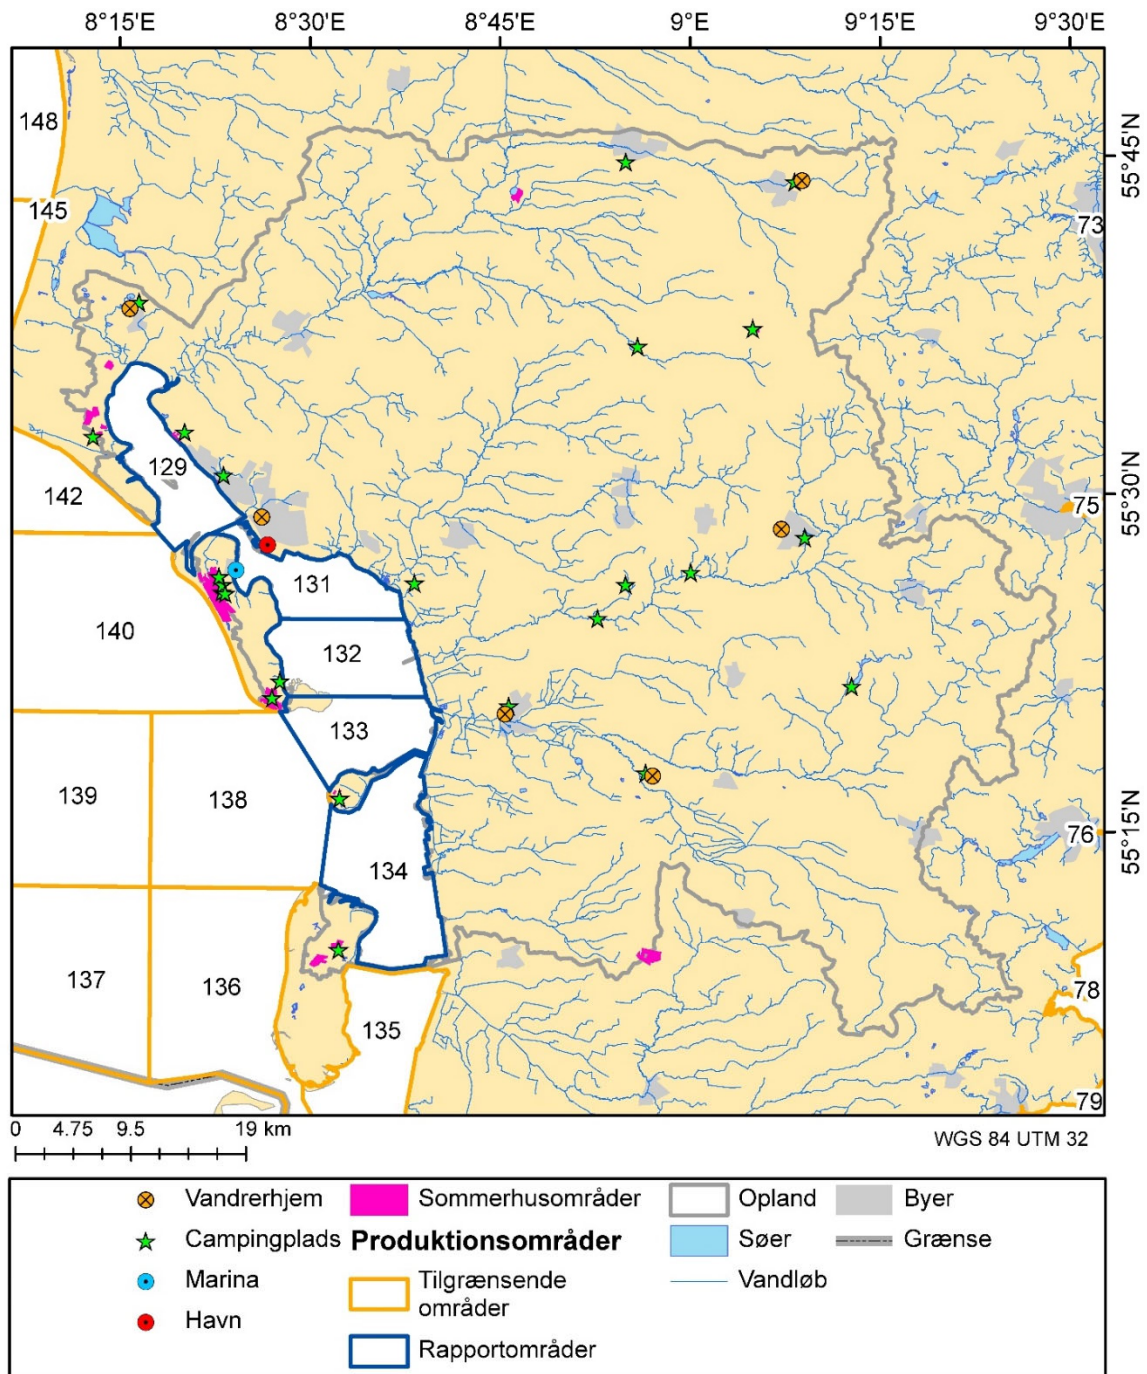 8°15'E 8°30'E 8°45'E 9°E 9°15'E 9°30'E
148
55°45'N
145
73
129
142
55°30'N
75
131
140
132
133
139
138
55°15'N
76
134
137
136
78
135
79
0 4.75 9.5 19 km
WGS 84 UTM 32
Vandrerhjem Sommerhusområder Opland Byer
Campingplads Produktionsområder Søer Grænse
Marina Tilgrænsende Vandløb
områder
Havn
Rapportområder